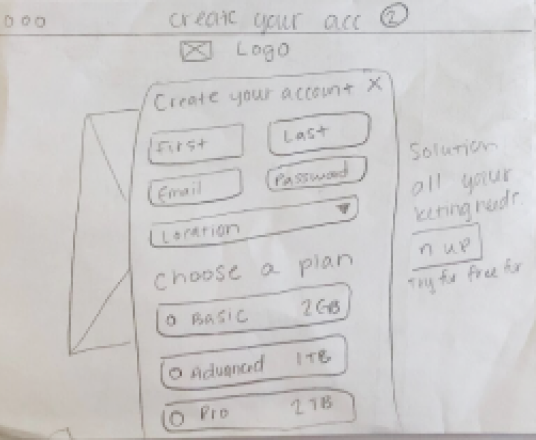 create your acc 2
Logo
Create your account X
First Last
Email Password
Location
Choose a plan
Basic 2GB
Advanced 1TB
Pro 2TB
Solution
all your
keting needs.
n up
Try for free for